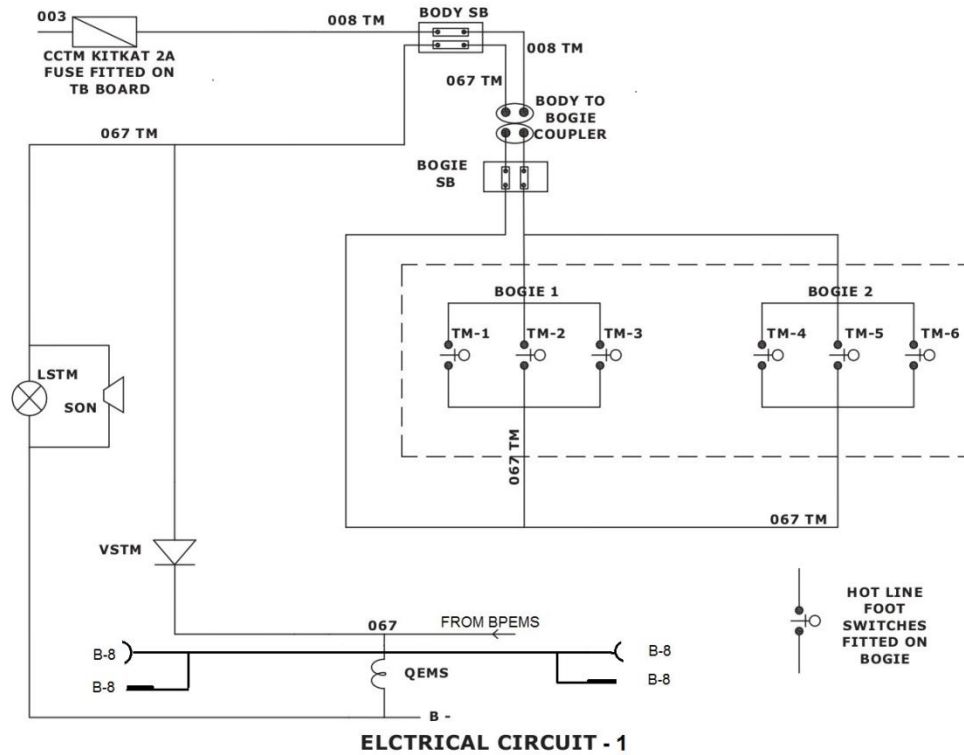 003
008 TM
BODY SB
CCTM KITKAT 2A
FUSE FITTED ON
TB BOARD
008 TM
067 TM
BODY TO
BOGIE
COUPLER
067 TM
BOGIE
SB
BOGIE 1
BOGIE 2
TM-1
TM-2
TM-3
TM-4
TM-5
TM-6
LSTM
SON
067 TM
067 TM
VSTM
HOT LINE
FOOT
SWITCHES
FITTED ON
BOGIE
067
FROM BPEMS
B-8
B-8
QEMS
B-8
B-8
B -
ELCTRICAL CIRCUIT - 1